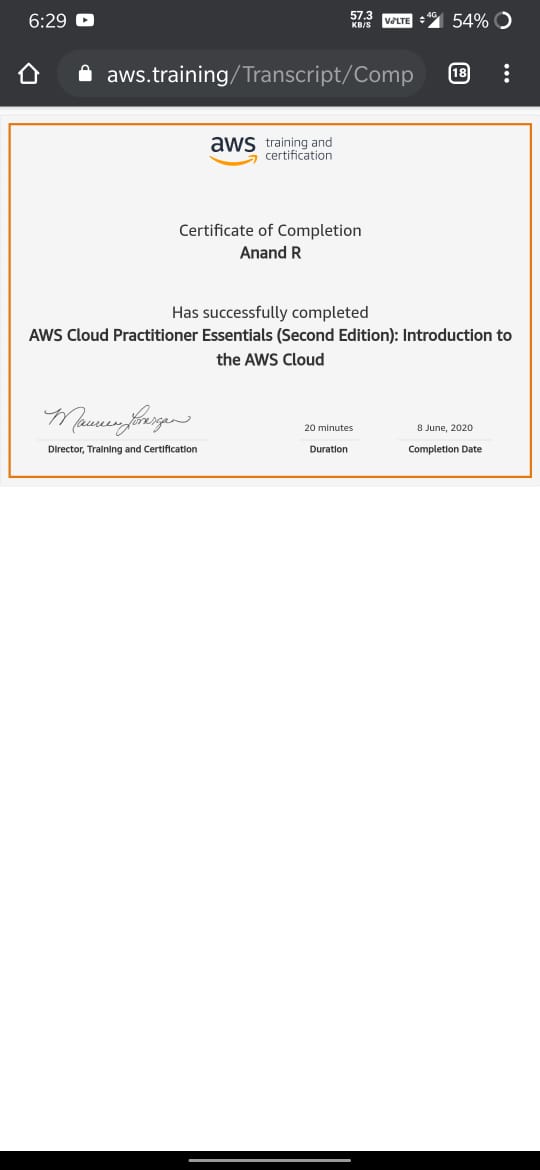 6:29
57.3
KB/S
VoLTE
4G
54%
aws.training/Transcript/Comp
18
aws training and
certification
Certificate of Completion
Anand R
Has successfully completed
AWS Cloud Practitioner Essentials (Second Edition): Introduction to
the AWS Cloud
Maureen Lonergan
20 minutes
8 June, 2020
Director, Training and Certification
Duration
Completion Date